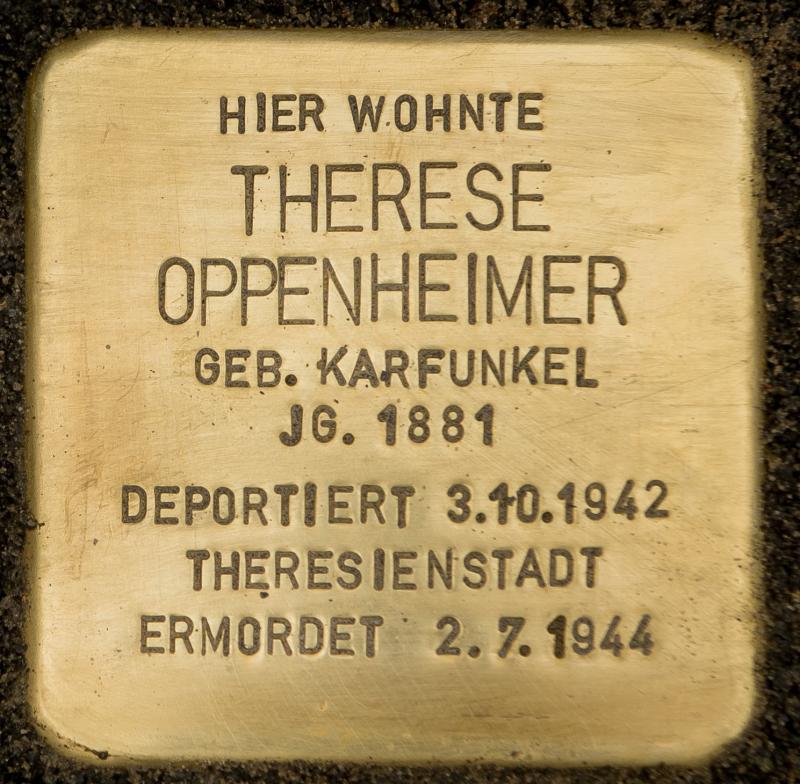 HIER WOHNTE
THERESE
OPPENHEIMER
GEB. KARFUNKEL
JG. 1881
DEPORTIERT 3.10.1942
THERESIENSTADT
ERMORDET 2.7.1944